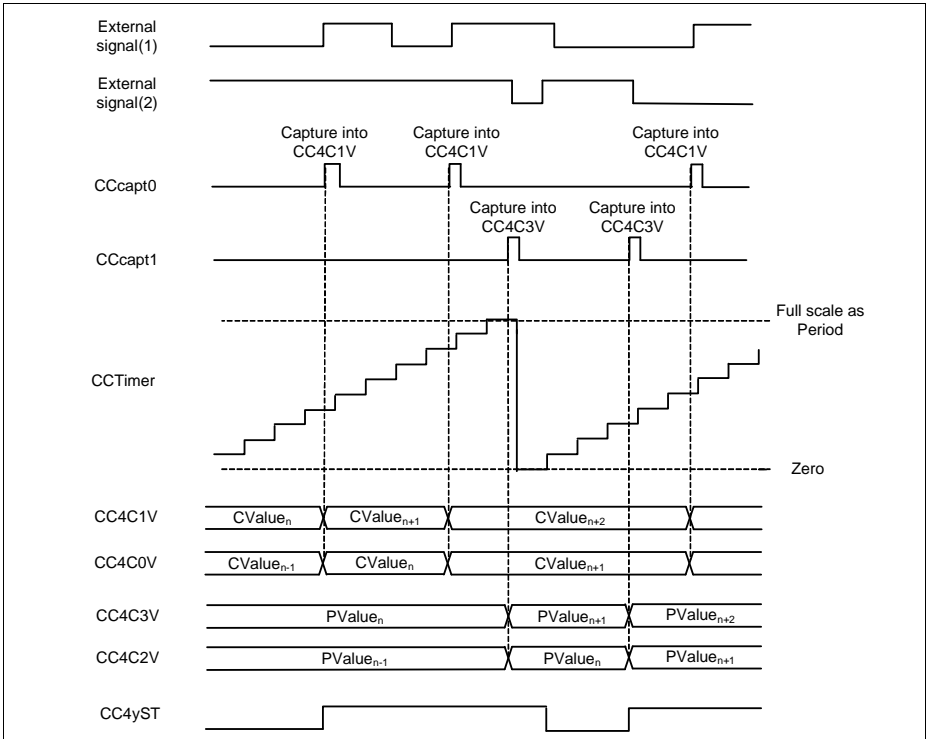 External
signal(1)
External
signal(2)
Capture into
CC4C1V
Capture into
CC4C1V
Capture into
CC4C1V
CCcapt0
Capture into
CC4C3V
Capture into
CC4C3V
CCcapt1
Full scale as
Period
CCTimer
Zero
CC4C1V CValueₙ CValueₙ₊₁ CValueₙ₊₂
CC4C0V CValueₙ₋₁ CValueₙ CValueₙ₊₁
CC4C3V PValueₙ PValueₙ₊₁ PValueₙ₊₂
CC4C2V PValueₙ₋₁ PValueₙ PValueₙ₊₁
CC4yST